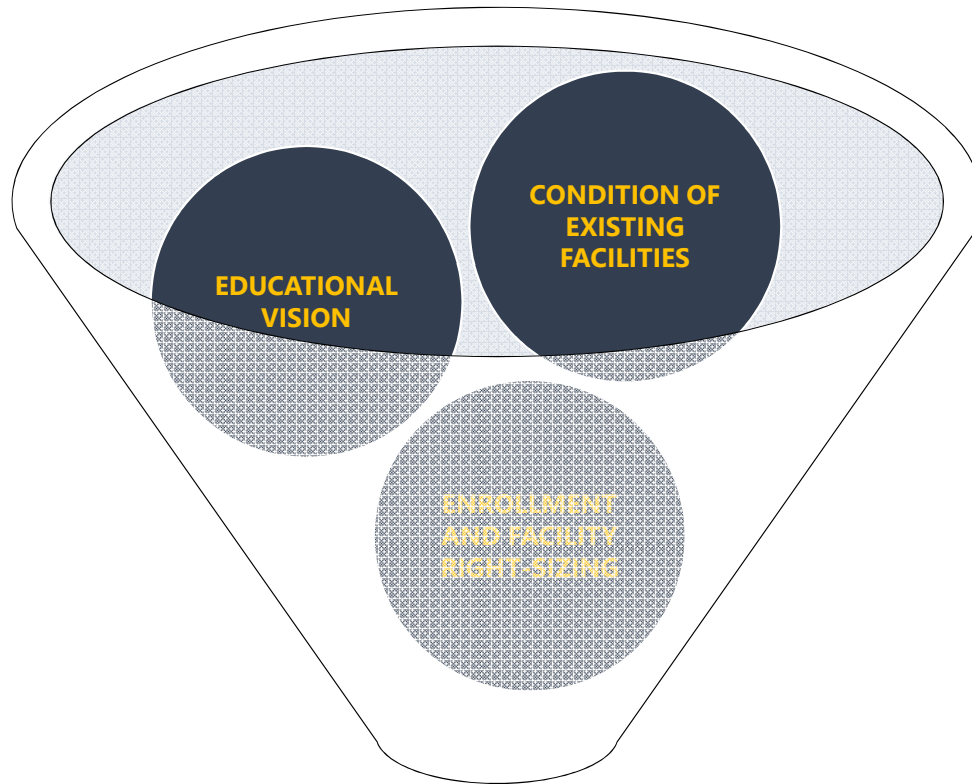 CONDITION OF
EXISTING
FACILITIES
EDUCATIONAL
VISION
ENROLLMENT
AND FACILITY
RIGHT-SIZING